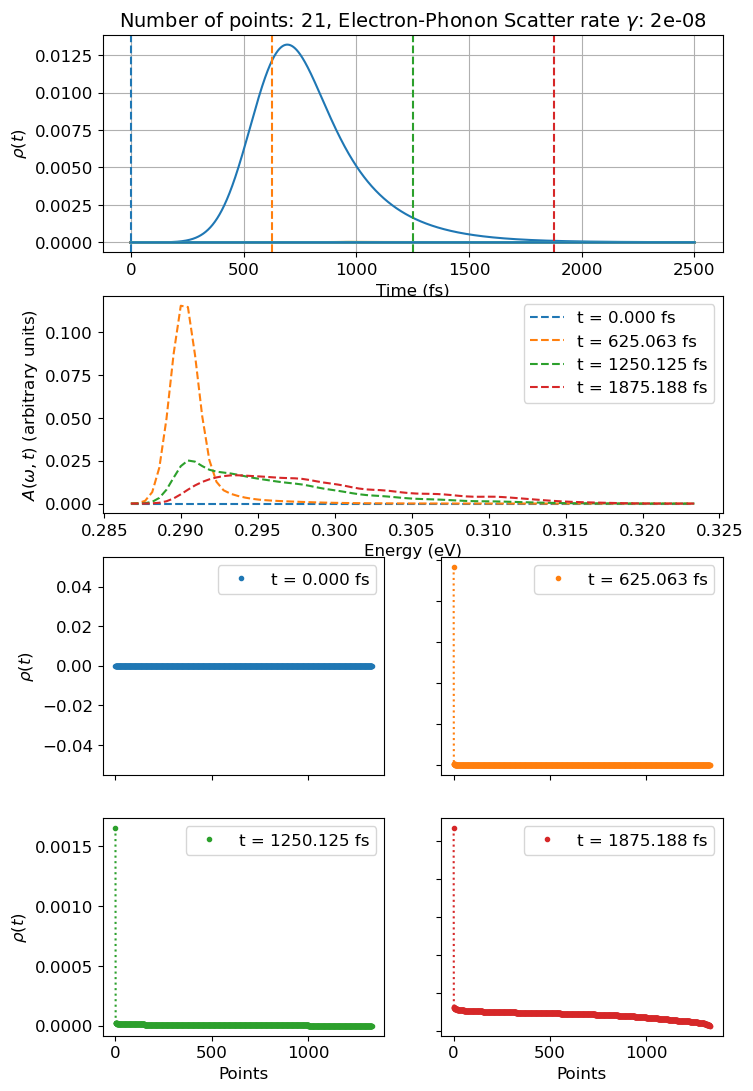 Number of points: 21, Electron-Phonon Scatter rate γ: 2e-08
ρ(t)
0.0125
0.0100
0.0075
0.0050
0.0025
0.0000
0 500 1000 1500 2000 2500
Time (fs)
A(ω, t) (arbitrary units)
0.100
0.075
0.050
0.025
0.000
t = 0.000 fs
t = 625.063 fs
t = 1250.125 fs
t = 1875.188 fs
0.285 0.290 0.295 0.300 0.305 0.310 0.315 0.320 0.325
Energy (eV)
ρ(t)
0.04
0.02
0.00
−0.02
−0.04
t = 0.000 fs
t = 625.063 fs
ρ(t)
0.0015
0.0010
0.0005
0.0000
t = 1250.125 fs
0 500 1000
Points
t = 1875.188 fs
0 500 1000
Points